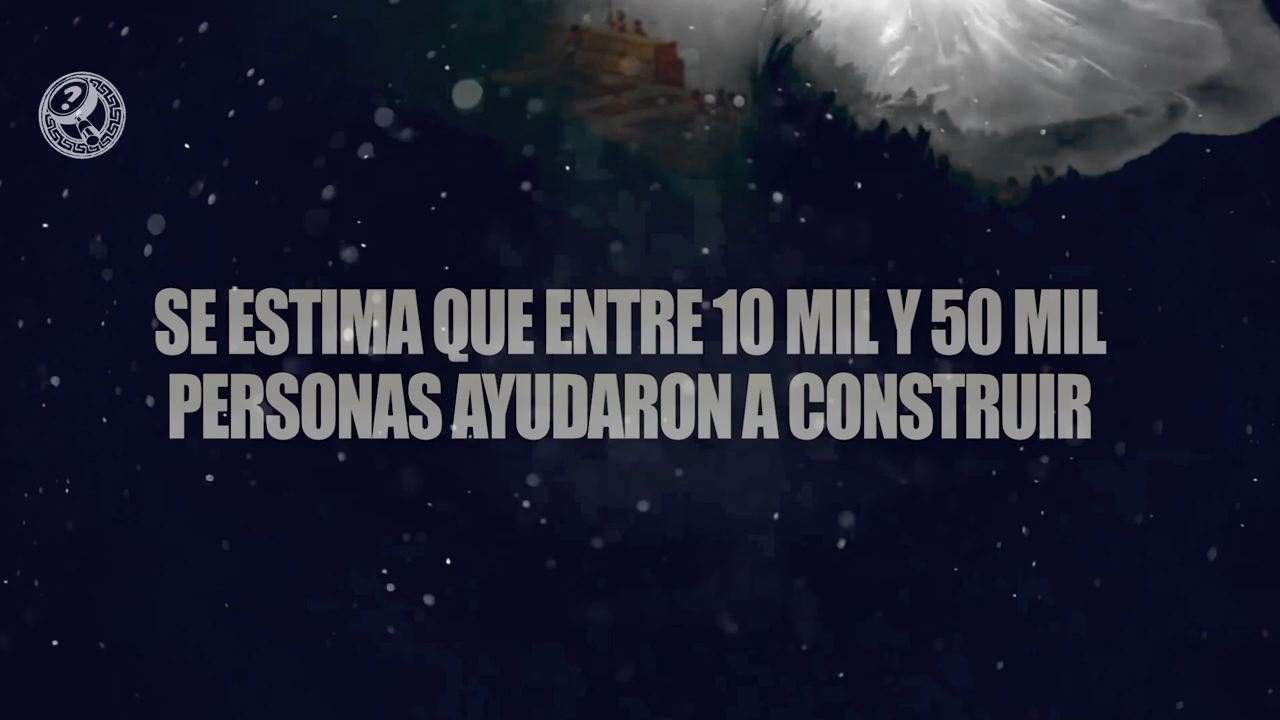 ?
SE ESTIMA QUE ENTRE 10 MIL Y 50 MIL
PERSONAS AYUDARON A CONSTRUIR